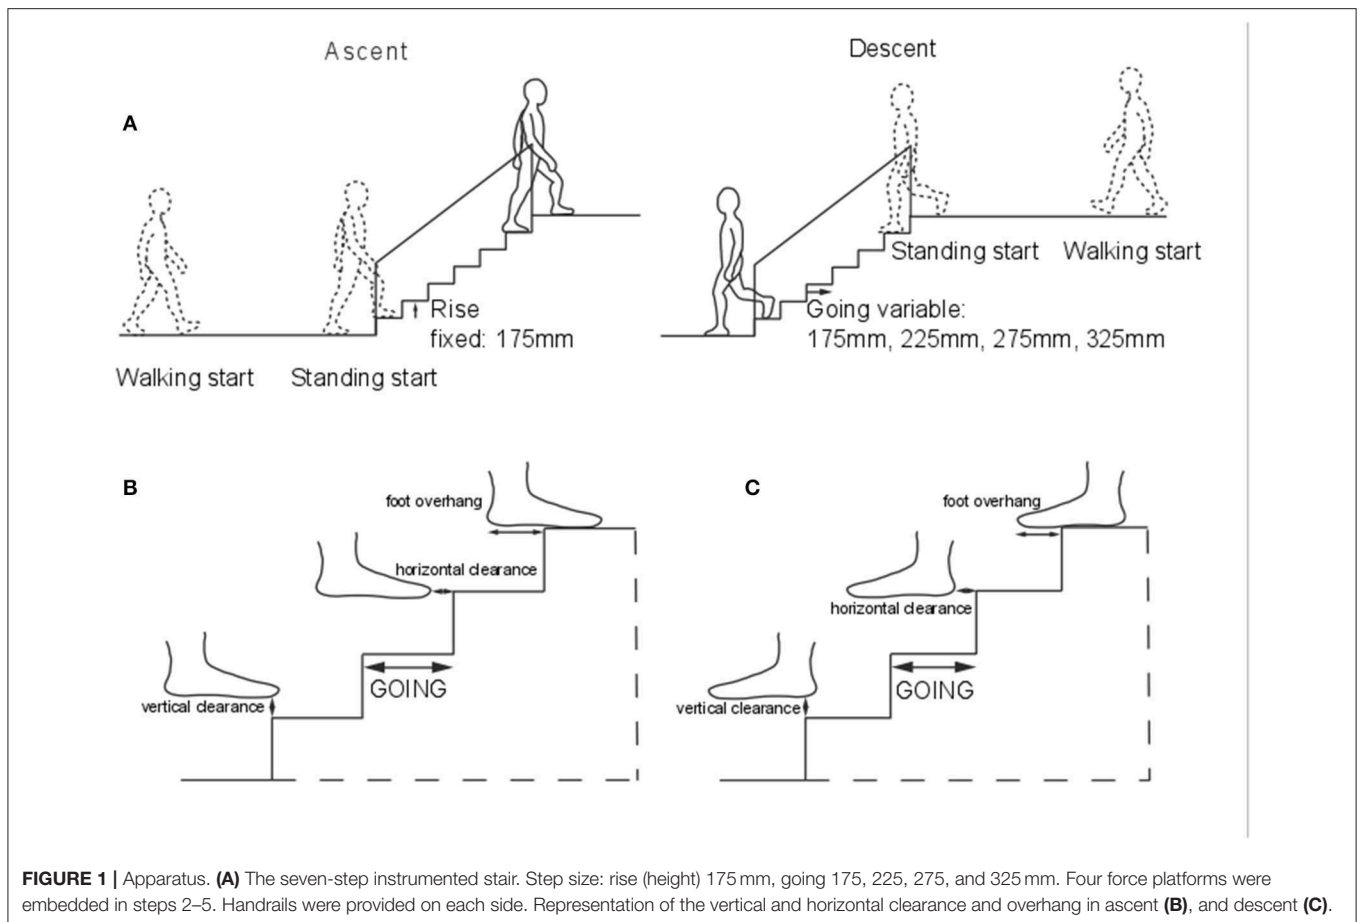 Ascent
Descent
A
Standing start
Walking start
Rise
fixed: 175mm
Going variable:
175mm, 225mm, 275mm, 325mm
Walking start
Standing start
B
foot overhang
horizontal clearance
GOING
vertical clearance
C
foot overhang
horizontal clearance
GOING
vertical clearance
FIGURE 1 | Apparatus. (A) The seven-step instrumented stair. Step size: rise (height) 175 mm, going 175, 225, 275, and 325 mm. Four force platforms were
embedded in steps 2–5. Handrails were provided on each side. Representation of the vertical and horizontal clearance and overhang in ascent (B), and descent (C).